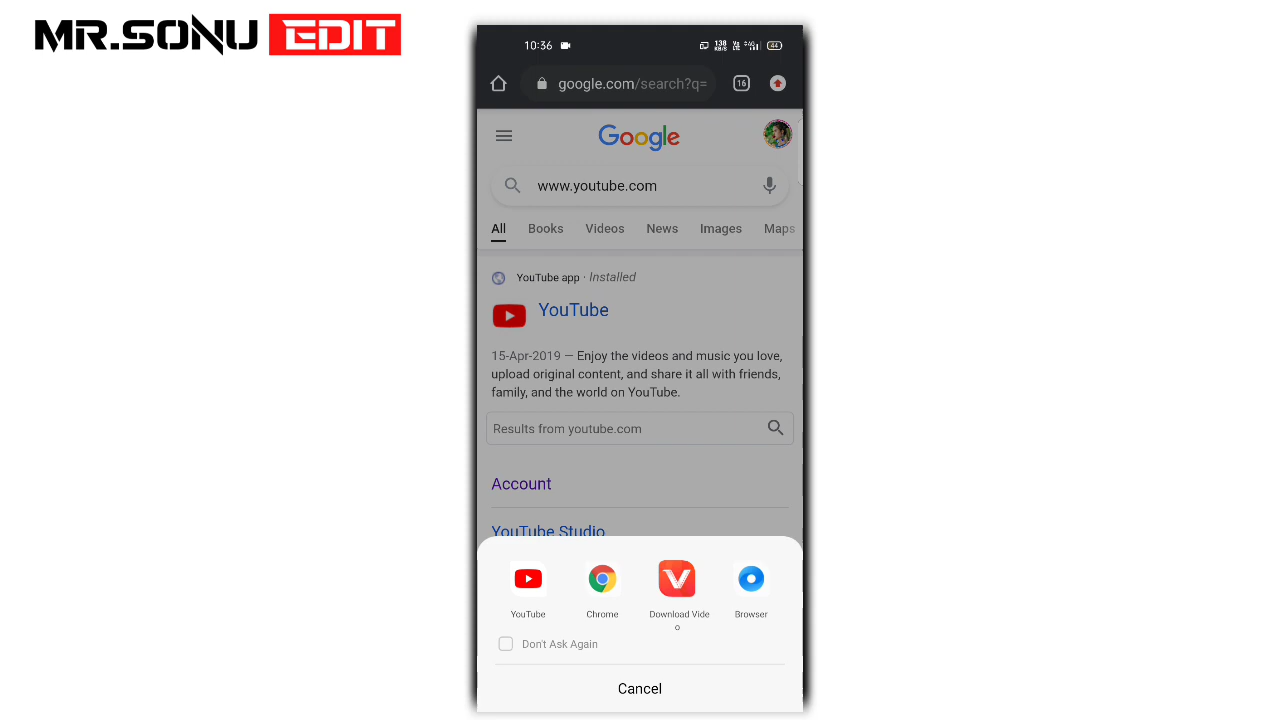 MR.SONU EDIT
10:36 138 KB/S 44
google.com/search?q= 16
Google
www.youtube.com
All Books Videos News Images Maps
YouTube app · Installed
YouTube
15-Apr-2019 — Enjoy the videos and music you love,
upload original content, and share it all with friends,
family, and the world on YouTube.
Results from youtube.com
Account
YouTube Studio
YouTube Chrome Download Vide Browser
o
Don't Ask Again
Cancel